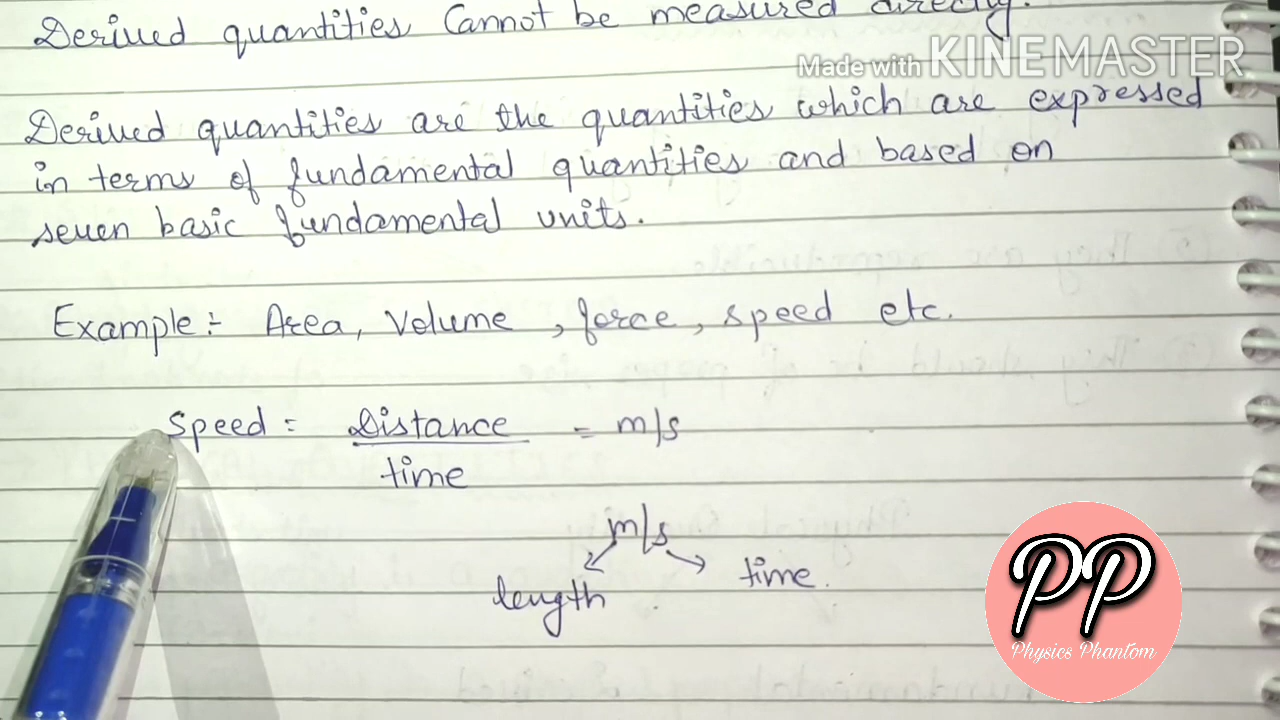 Derived quantities Cannot be measured directly.
Made with KINEMASTER
Derived quantities are the quantities which are expressed
in terms of fundamental quantities and based on
seven basic fundamental units.
Example:- Area, Volume, force, speed etc.
Speed = Distance = m/s
time
m/s
length time.
PP
Physics Phantom